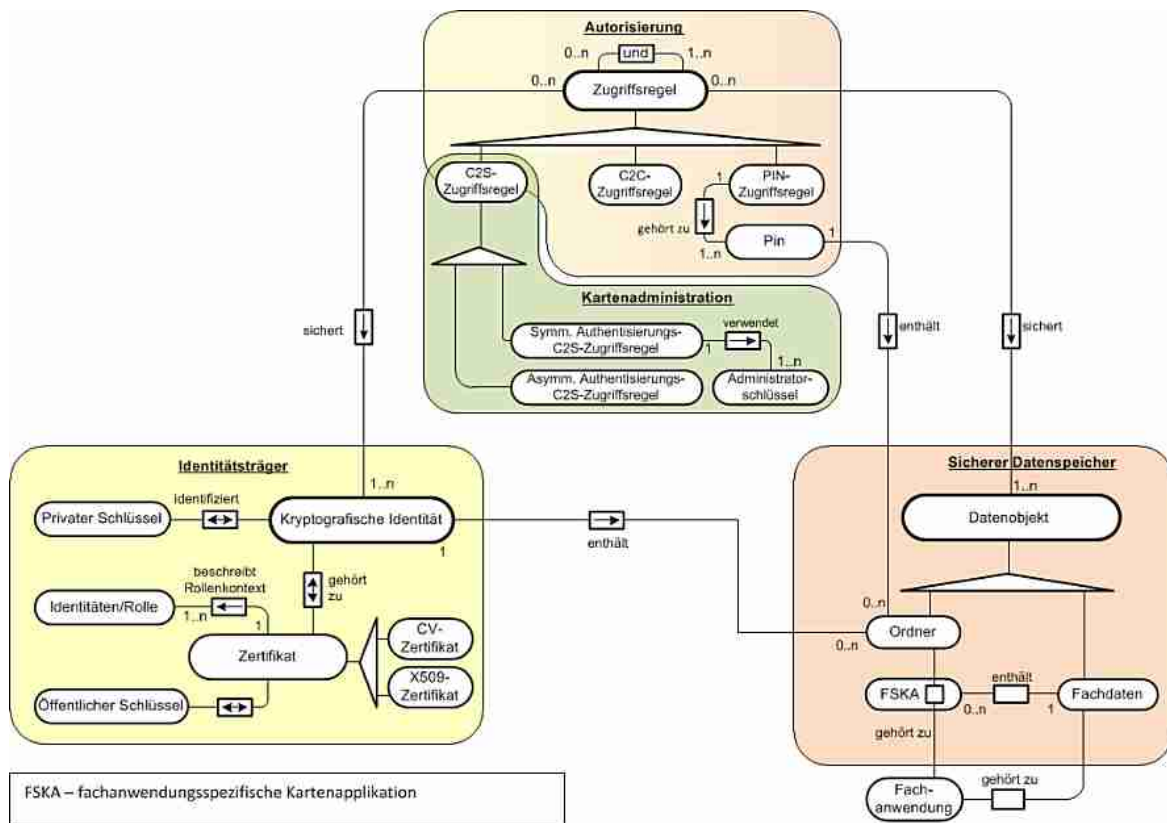 Autorisierung
0..n
und
1..n
0..n
Zugriffsregel
0..n
C2S-
Zugriffsregel
C2C-
Zugriffsregel
PIN-
Zugriffsregel
1
gehört zu
1..n
Pin
1
Kartenadministration
sichert
enthält
sichert
Symm. Authentisierungs-
C2S-Zugriffsregel
verwendet
1
1..n
Asymm. Authentisierungs-
C2S-Zugriffsregel
Administrator-
schlüssel
Identitätsträger
1..n
Privater Schlüssel
Identifiziert
Kryptografische Identität
1
enthält
beschreibt
Rollenkontext
gehört
zu
Identitäten/Rolle
1..n
1
Zertifikat
CV-
Zertifikat
X509-
Zertifikat
Öffentlicher Schlüssel
Sicherer Datenspeicher
1..n
Datenobjekt
0..n
0..n
Ordner
FSKA
0..n
enthält
1
Fachdaten
gehört zu
Fach-
anwendung
gehört zu
FSKA – fachanwendungsspezifische Kartenapplikation